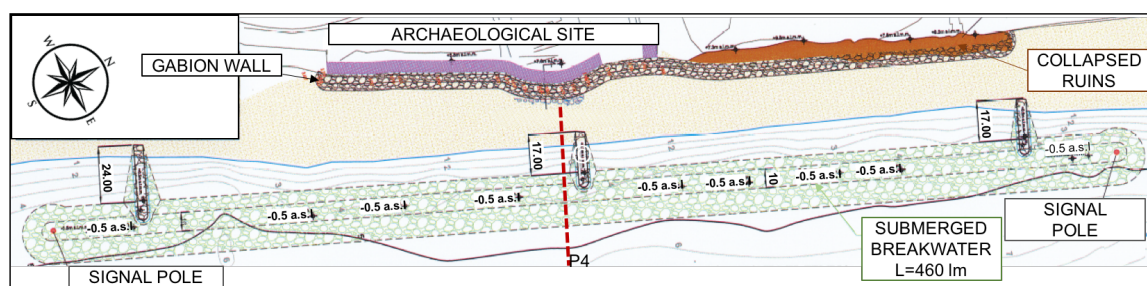 ARCHAEOLOGICAL SITE
GABION WALL
COLLAPSED
RUINS
W
N
S
E
24.00
17.00
17.00
10
-0.5 a.s.l
-0.5 a.s.l
-0.5 a.s.l
-0.5 a.s.l
-0.5 a.s.l
-0.5 a.s.l
-0.5 a.s.l
-0.5 a.s.l
-0.5 a.s.l
P4
SIGNAL POLE
SUBMERGED
BREAKWATER
L=460 lm
SIGNAL
POLE